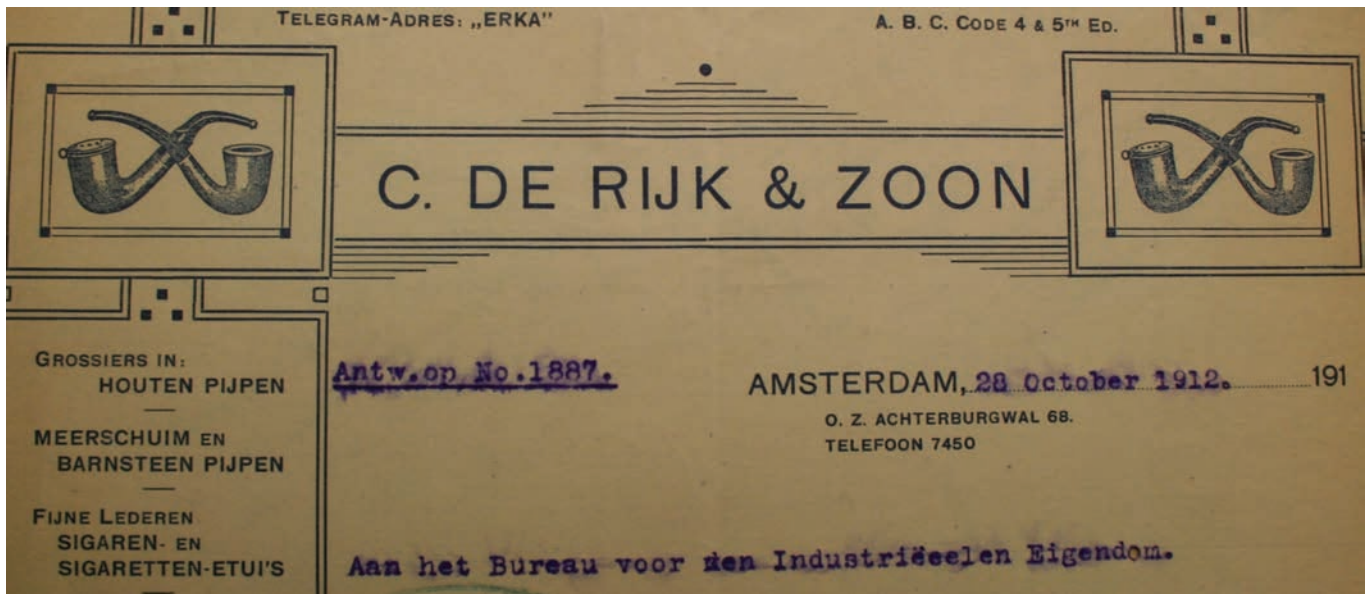 TELEGRAM-ADRES: „ERKA"
A. B. C. CODE 4 & 5TH ED.
C. DE RIJK & ZOON
GROSSIERS IN:
HOUTEN PIJPEN
MEERSCHUIM EN
BARNSTEEN PIJPEN
FIJNE LEDEREN
SIGAREN- EN
SIGARETTEN-ETUI'S
Antw.op No.1887.
AMSTERDAM, 28 October 1912. 191
O. Z. ACHTERBURGWAL 68.
TELEFOON 7450
Aan het Bureau voor den Industriëeelen Eigendom.